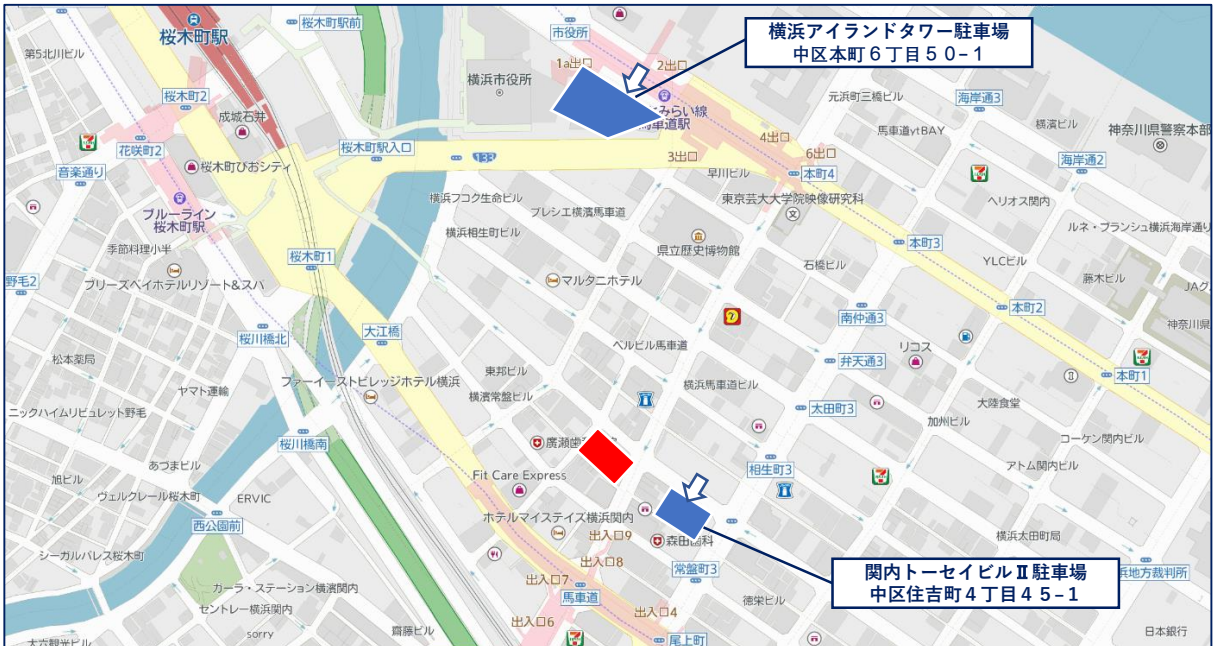 横浜アイランドタワー駐車場
中区本町6丁目50-1
桜木町駅
桜木町駅前
市役所
1a出口
2出口
第5北川ビル
横浜市役所
桜木町2
成城石井
みらい線
馬車道駅
元浜町三橋ビル
海岸通3
馬車道ytBAY
横濱ビル
神奈川県警察本部
花咲町2
桜木町駅入口
133
4出口
3出口
6出口
海岸通2
音楽通り
桜木町ぴおシティ
早川ビル
本町4
ブルーライン
桜木町駅
横浜フコク生命ビル
プレシエ横濱馬車道
東京芸大大学院映像研究科
ヘリオス関内
ルネ・ブランシュ横浜海岸通り
横浜相生町ビル
季節料理小半
桜木町1
県立歴史博物館
石橋ビル
本町3
YLCビル
野毛2
ブリーズベイホテルリゾート&スパ
マルタニホテル
藤木ビル
JA
本町2
神奈川県
桜川橋北
大江橋
南仲通3
ベルビル馬車道
弁天通3
リコス
松本薬局
東邦ビル
本町1
ファーイーストビレッジホテル横浜
横浜馬車道ビル
ヤマト運輸
横濱常盤ビル
太田町3
大陸食堂
ニックハイムリビュレット野毛
加州ビル
桜川橋南
廣瀬歯
コーケン関内ビル
あづまビル
相生町3
アトム関内ビル
旭ビル
Fit Care Express
ヴェルクレール桜木町
ERVIC
西公園前
ホテルマイステイズ横浜関内
出入口9
森田歯科
横浜太田町局
シーガルパレス桜木町
出入口8
関内トーセイビルⅡ駐車場
中区住吉町4丁目45-1
浜地方裁判所
出入口7
常盤町3
ガーラ・ステーション横濱関内
馬車道
セントレー横浜関内
出入口4
徳栄ビル
出入口6
sorry
齋藤ビル
尾上町
日本銀行
大六観光ビル